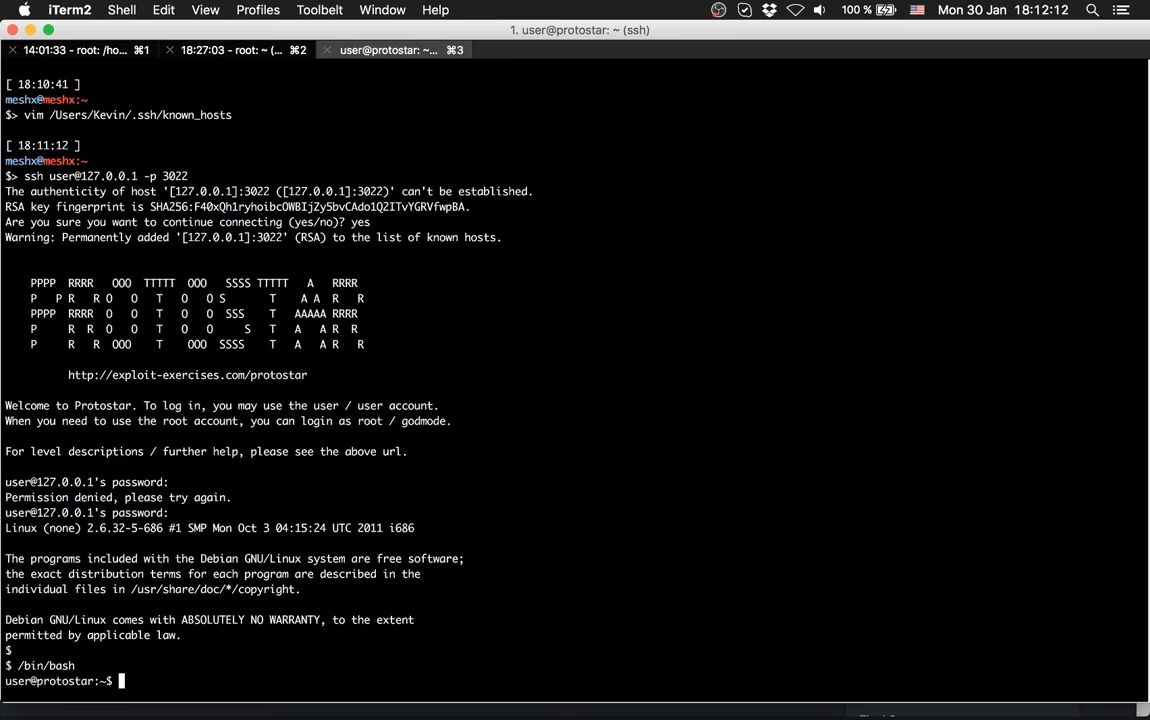 iTerm2 Shell Edit View Profiles Toolbelt Window Help 100 % Mon 30 Jan 18:12:12
1. user@protostar: ~ (ssh)
14:01:33 - root: /ho... ⌘1 18:27:03 - root: ~ (... ⌘2 user@protostar: ~... ⌘3
[ 18:10:41 ]
meshx@meshx:~
$> vim /Users/Kevin/.ssh/known_hosts
[ 18:11:12 ]
meshx@meshx:~
$> ssh user@127.0.0.1 -p 3022
The authenticity of host '[127.0.0.1]:3022 ([127.0.0.1]:3022)' can't be established.
RSA key fingerprint is SHA256:F40xQh1ryhoibcOWBIjZy5bvCAdo1Q2ITvYGRVfwpBA.
Are you sure you want to continue connecting (yes/no)? yes
Warning: Permanently added '[127.0.0.1]:3022' (RSA) to the list of known hosts.
PPPP  RRRR   OOO  TTTTT  OOO   SSSS TTTTT   A   RRRR
P   P R   R O   O   T   O   O S       T    A A  R   R
PPPP  RRRR  O   O   T   O   O  SSS    T   AAAAA RRRR
P     R  R  O   O   T   O   O     S   T   A   A R  R
P     R   R  OOO    T    OOO  SSSS    T   A   A R   R
http://exploit-exercises.com/protostar
Welcome to Protostar. To log in, you may use the user / user account.
When you need to use the root account, you can login as root / godmode.
For level descriptions / further help, please see the above url.
user@127.0.0.1's password:
Permission denied, please try again.
user@127.0.0.1's password:
Linux (none) 2.6.32-5-686 #1 SMP Mon Oct 3 04:15:24 UTC 2011 i686
The programs included with the Debian GNU/Linux system are free software;
the exact distribution terms for each program are described in the
individual files in /usr/share/doc/*/copyright.
Debian GNU/Linux comes with ABSOLUTELY NO WARRANTY, to the extent
permitted by applicable law.
$
$ /bin/bash
user@protostar:~$